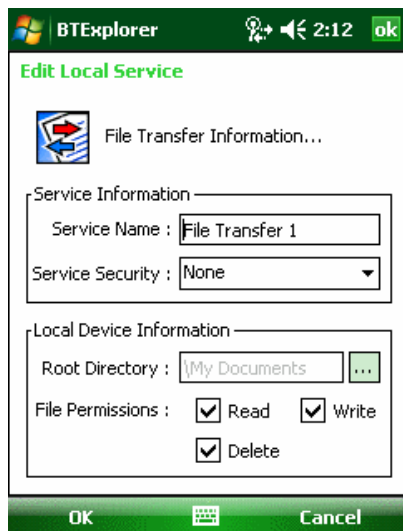 BTExplorer 2:12 ok
Edit Local Service
File Transfer Information...
Service Information
Service Name : File Transfer 1
Service Security : None
Local Device Information
Root Directory : \My Documents ...
File Permissions : Read Write
Delete
OK Cancel